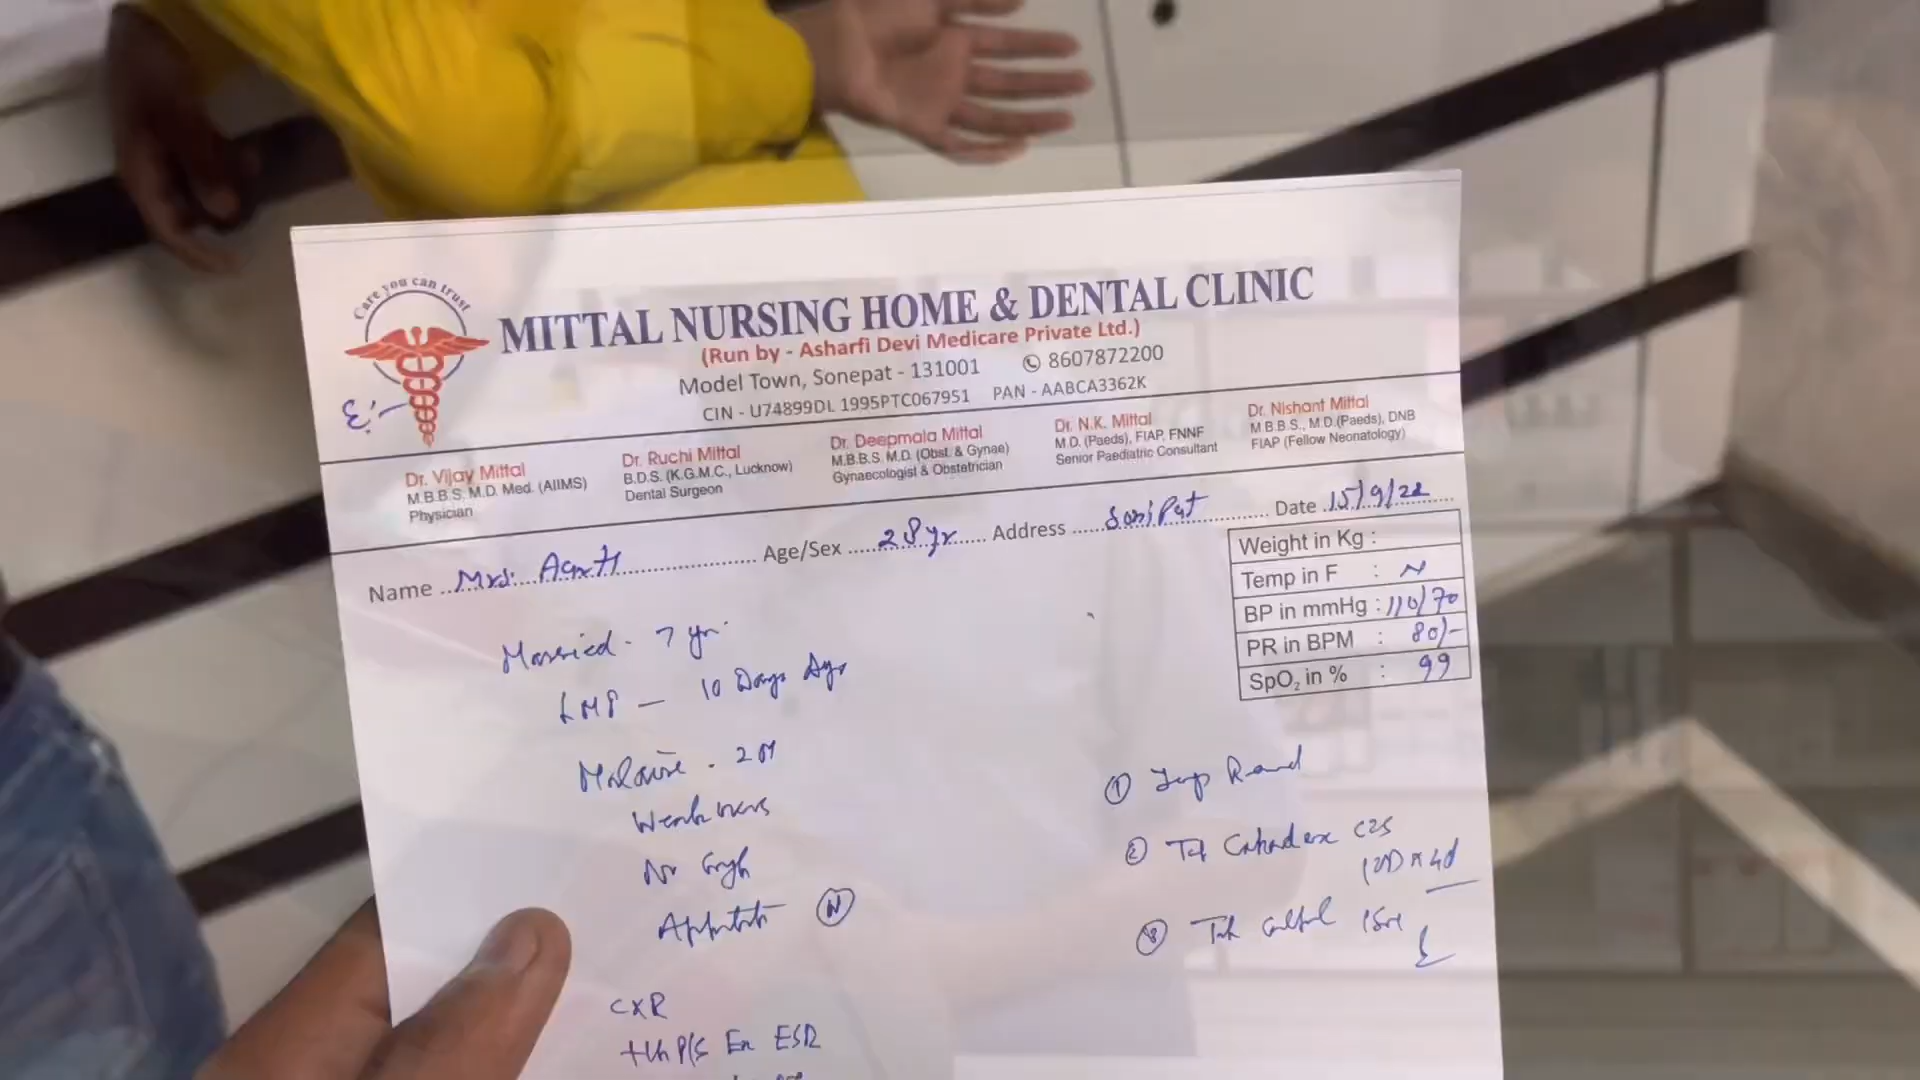 Care you can trust
MITTAL NURSING HOME & DENTAL CLINIC
(Run by - Asharfi Devi Medicare Private Ltd.)
Model Town, Sonepat - 131001 8607872200
CIN - U74899DL 1995PTC067951 PAN - AABCA3362K
Dr. Vijay Mittal
M.B.B.S, M.D. Med. (AIIMS)
Physician
Dr. Ruchi Mittal
B.D.S. (K.G.M.C., Lucknow)
Dental Surgeon
Dr. Deepmala Mittal
M.B.B.S, M.D. (Obst. & Gynae)
Gynaecologist & Obstetrician
Dr. N.K. Mittal
M.D. (Paeds), FIAP, FNNF
Senior Paediatric Consultant
Dr. Nishant Mittal
M.B.B.S., M.D.(Paeds), DNB
FIAP (Fellow Neonatology)
Name Mrs. Age/Sex 28 yr Address Date 15/9/22
Weight in Kg :
Temp in F : N
BP in mmHg : 110/70
PR in BPM : 80/-
SpO2 in % : 99
Married - 7 yr
LMP - 10 Days Ago
Malaise - 2M
Weakness
No
N
① 
② Tab
③ Tab
CXR
ESR